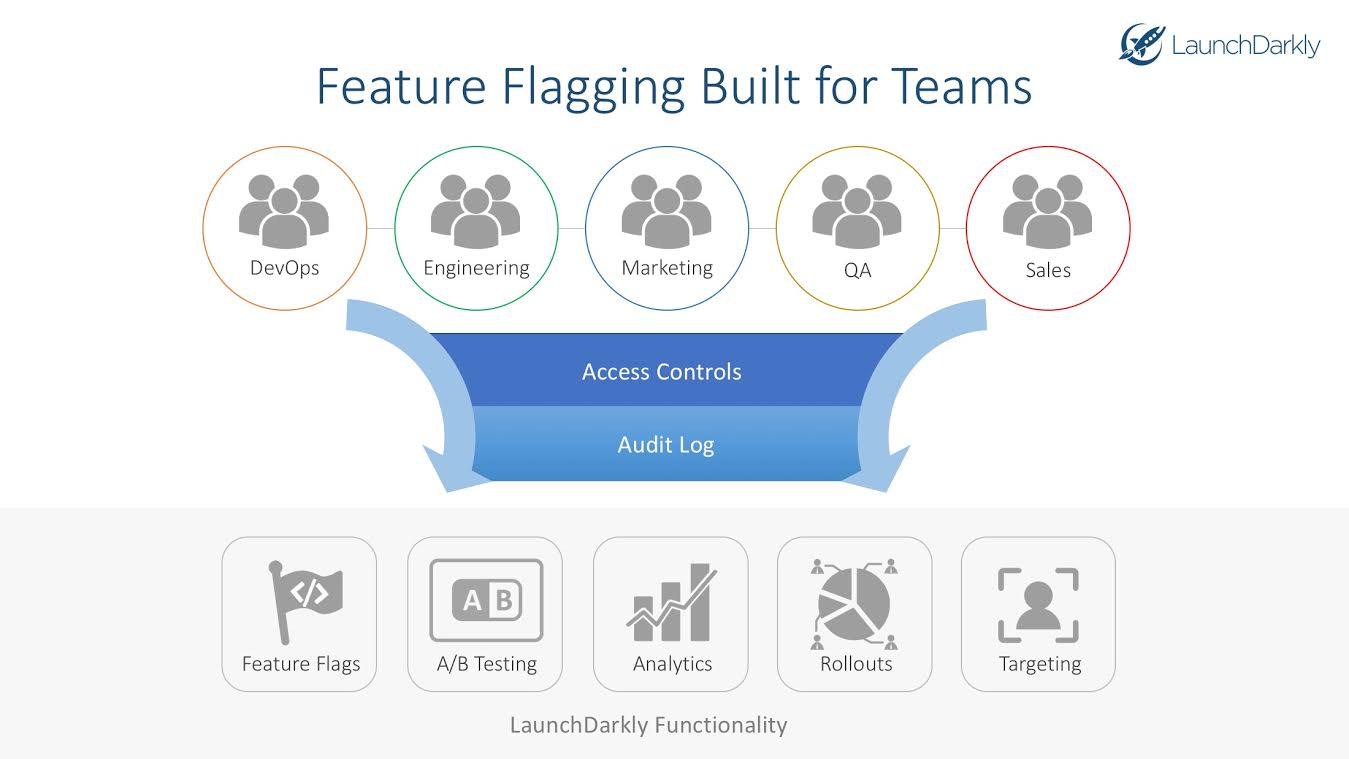 LaunchDarkly
Feature Flagging Built for Teams
DevOps
Engineering
Marketing
QA
Sales
Access Controls
Audit Log
</>
A B
Feature Flags
A/B Testing
Analytics
Rollouts
Targeting
LaunchDarkly Functionality